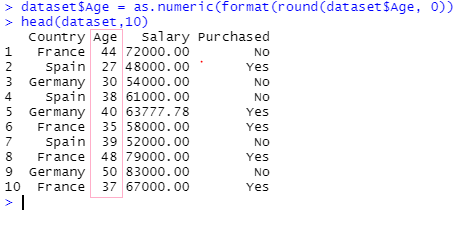 > dataset$Age = as.numeric(format(round(dataset$Age, 0)))
> head(dataset,10)
   Country Age   Salary Purchased
1   France  44 72000.00        No
2    Spain  27 48000.00       Yes
3  Germany  30 54000.00        No
4    Spain  38 61000.00        No
5  Germany  40 63777.78       Yes
6   France  35 58000.00       Yes
7    Spain  39 52000.00        No
8   France  48 79000.00       Yes
9  Germany  50 83000.00        No
10  France  37 67000.00       Yes
>